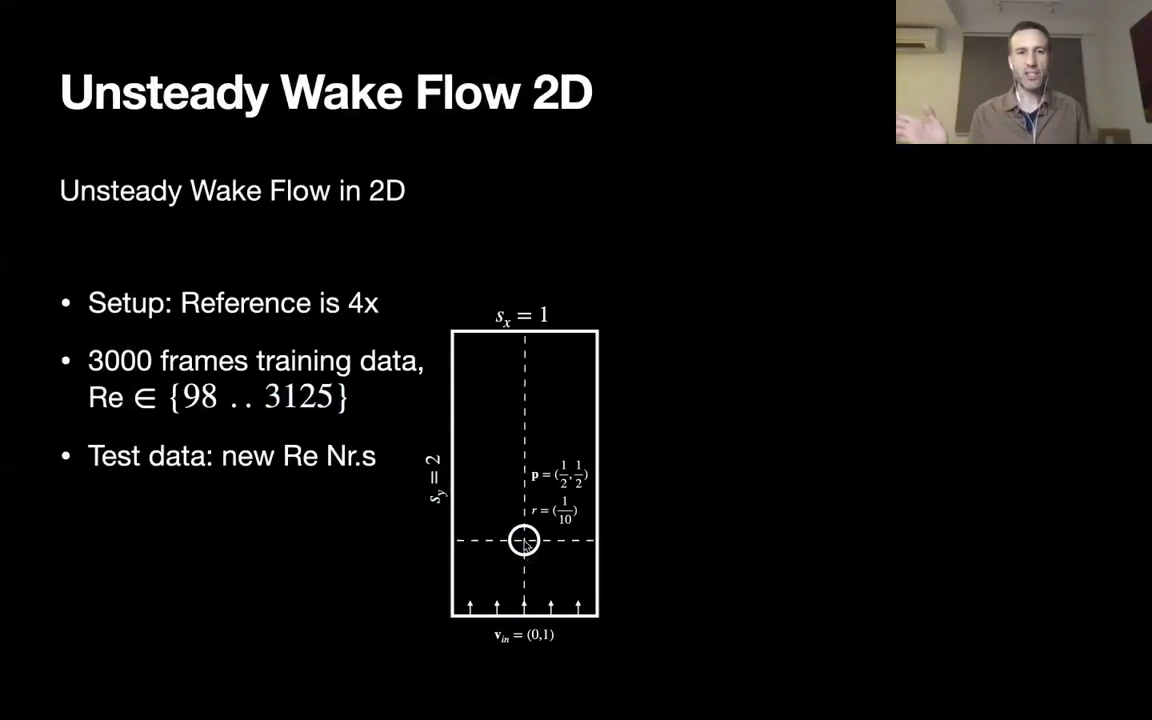 Unsteady Wake Flow 2D
Unsteady Wake Flow in 2D
• Setup: Reference is 4x
• 3000 frames training data,
Re ∈ {98 . . 3125}
• Test data: new Re Nr.s
s_x = 1
s_y = 2
p = (1/2, 1/2)
r = (1/10)
v_in = (0,1)